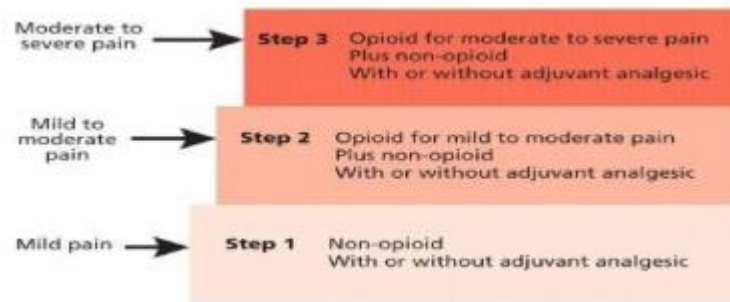 Moderate to
severe pain
Step 3 Opioid for moderate to severe pain
Plus non-opioid
With or without adjuvant analgesic
Mild to
moderate
pain
Step 2 Opioid for mild to moderate pain
Plus non-opioid
With or without adjuvant analgesic
Mild pain
Step 1 Non-opioid
With or without adjuvant analgesic